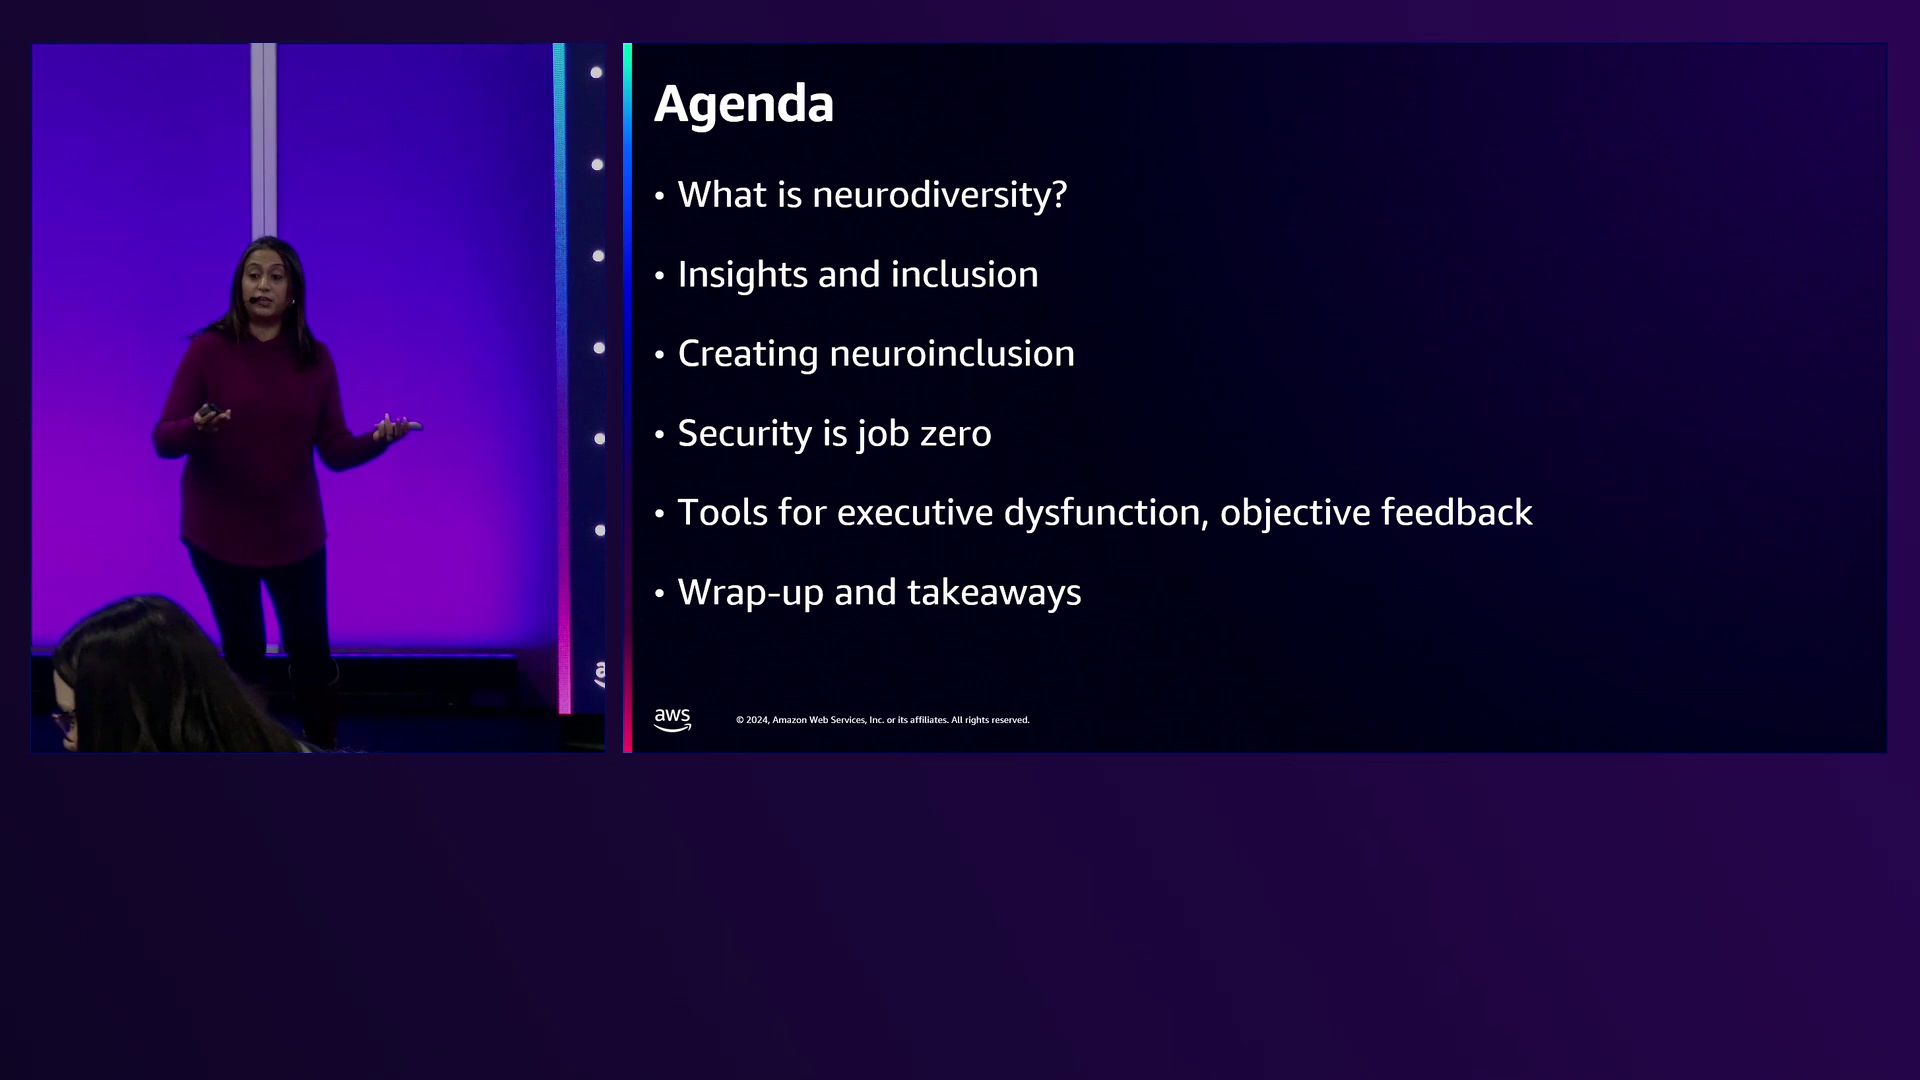 Agenda
• What is neurodiversity?
• Insights and inclusion
• Creating neuroinclusion
• Security is job zero
• Tools for executive dysfunction, objective feedback
• Wrap-up and takeaways
aws
© 2024, Amazon Web Services, Inc. or its affiliates. All rights reserved.